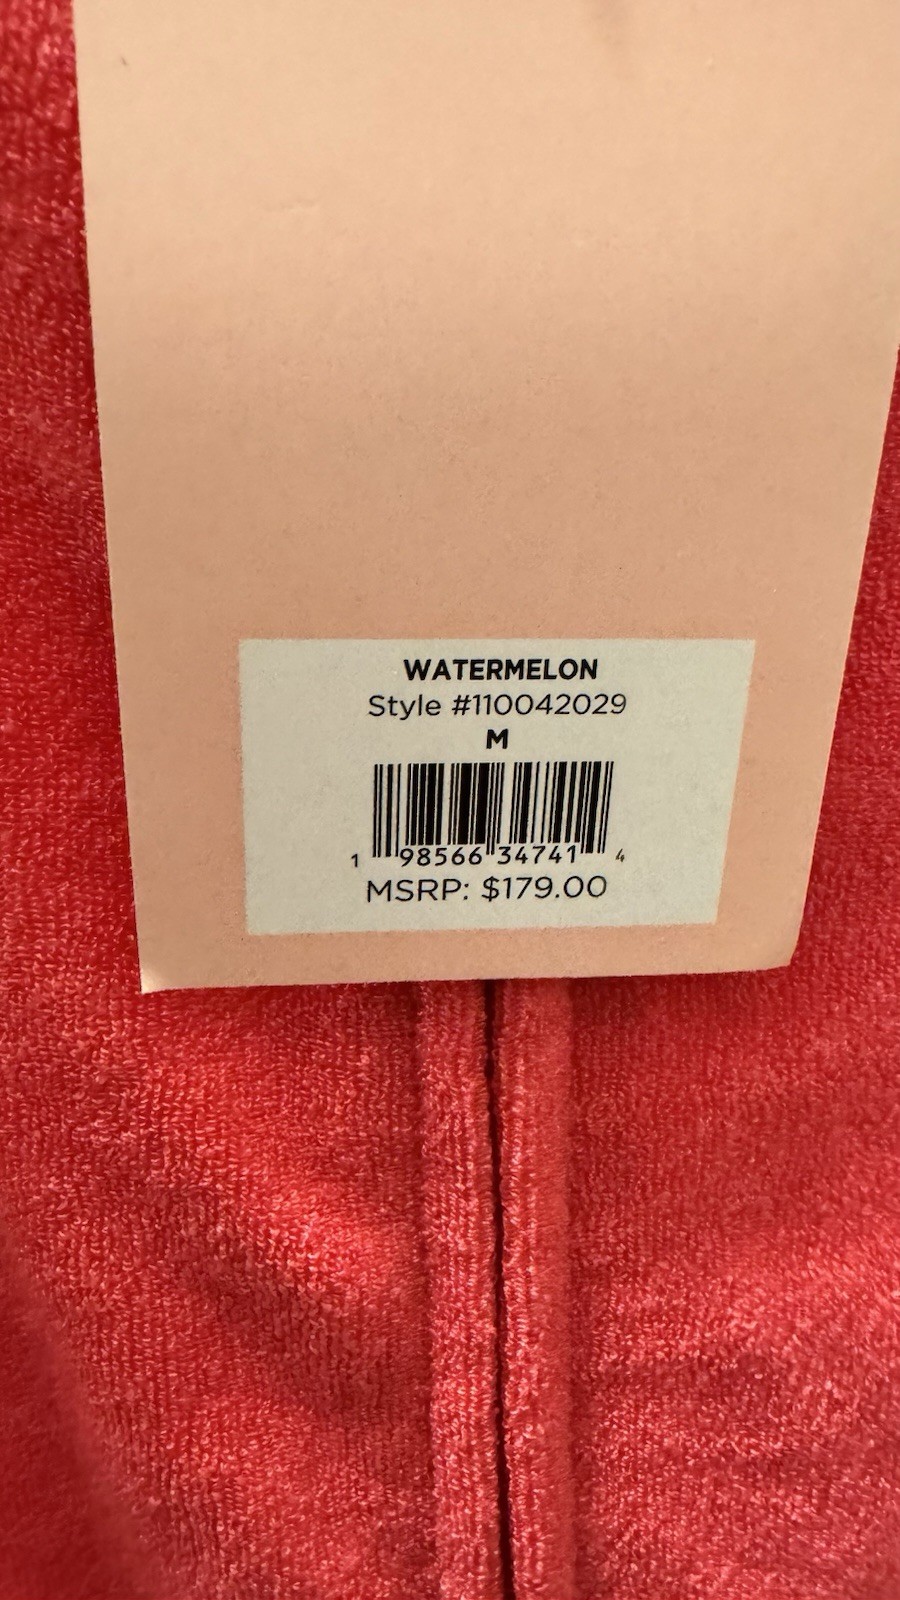 WATERMELON
Style #110042029
M
1 98566 34741 4
MSRP: $179.00